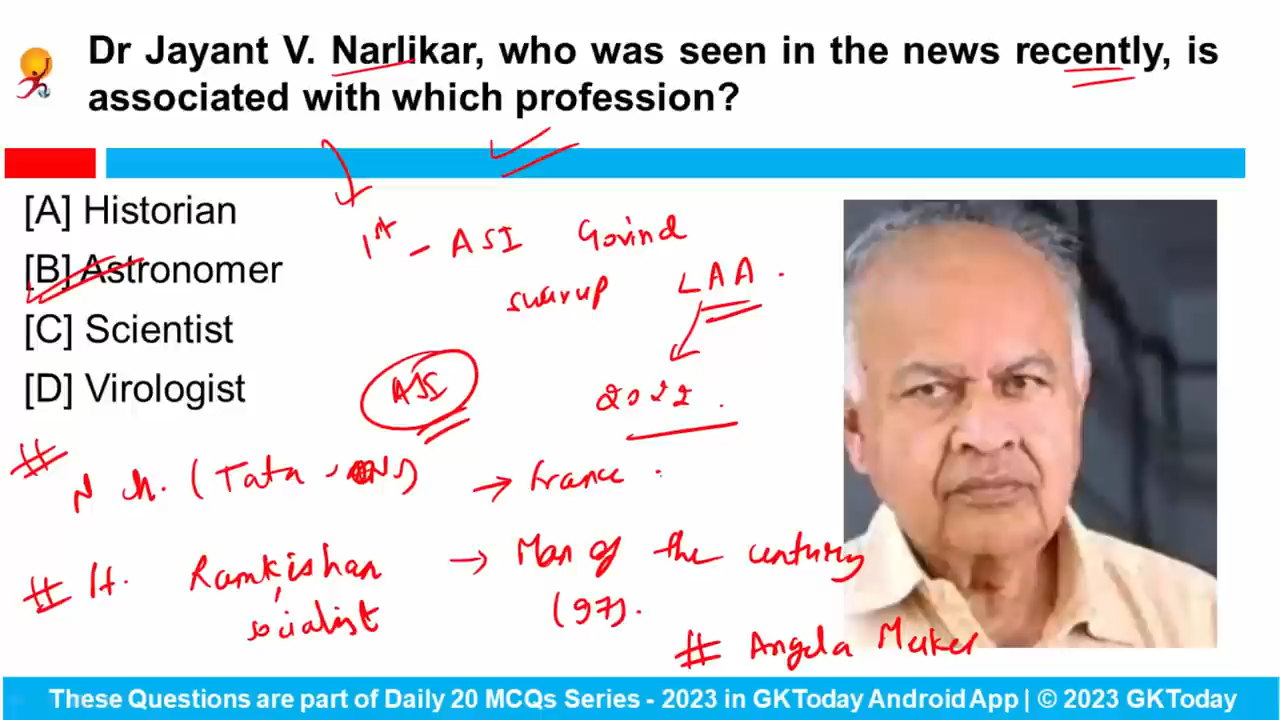 Dr Jayant V. Narlikar, who was seen in the news recently, is
associated with which profession?
[A] Historian
[B] Astronomer
[C] Scientist
[D] Virologist
1st - ASI Govind
swarup LAA.
ASI
2022.
# N Ch. (Tata → France
# H. Ramkishan → Man of the century
socialist (97).
# Angela
These Questions are part of Daily 20 MCQs Series - 2023 in GKToday Android App | © 2023 GKToday